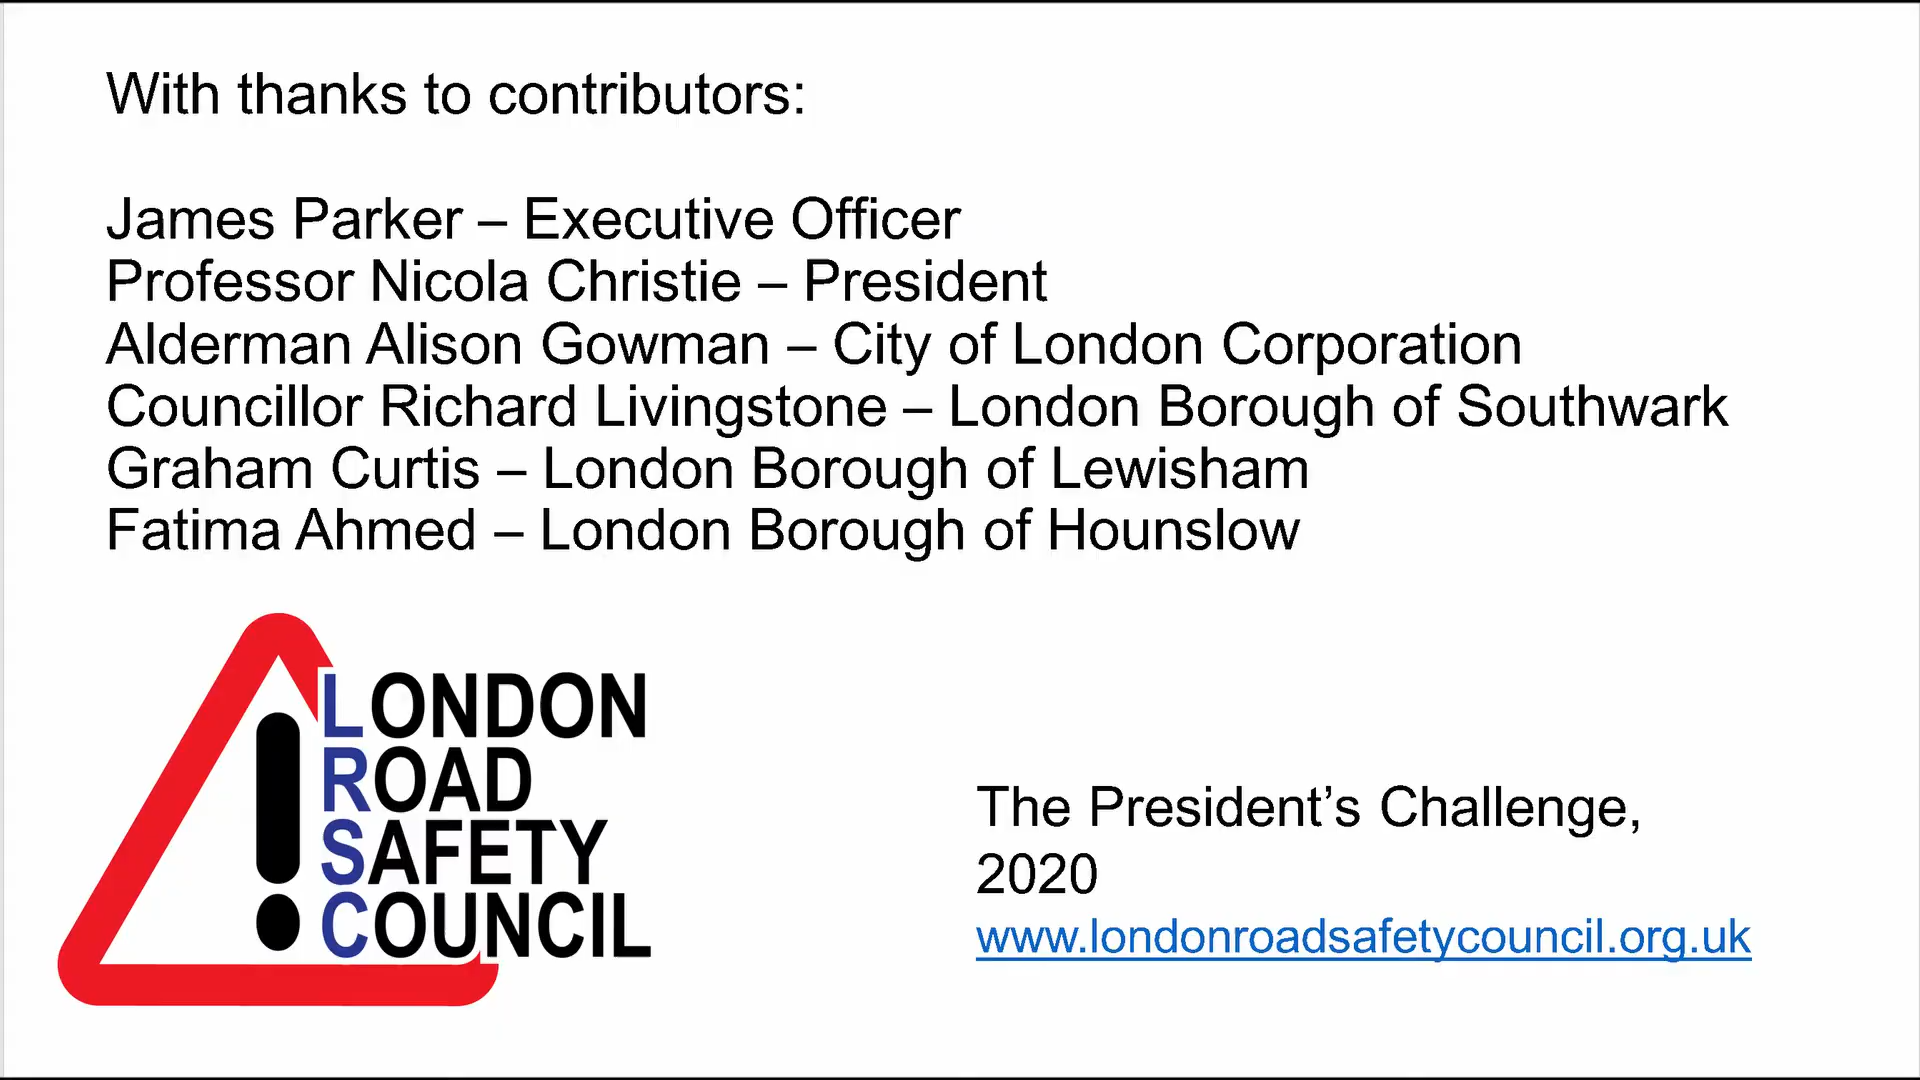 With thanks to contributors:
James Parker – Executive Officer
Professor Nicola Christie – President
Alderman Alison Gowman – City of London Corporation
Councillor Richard Livingstone – London Borough of Southwark
Graham Curtis – London Borough of Lewisham
Fatima Ahmed – London Borough of Hounslow
LONDON
ROAD
SAFETY
COUNCIL
The President’s Challenge,
2020
www.londonroadsafetycouncil.org.uk